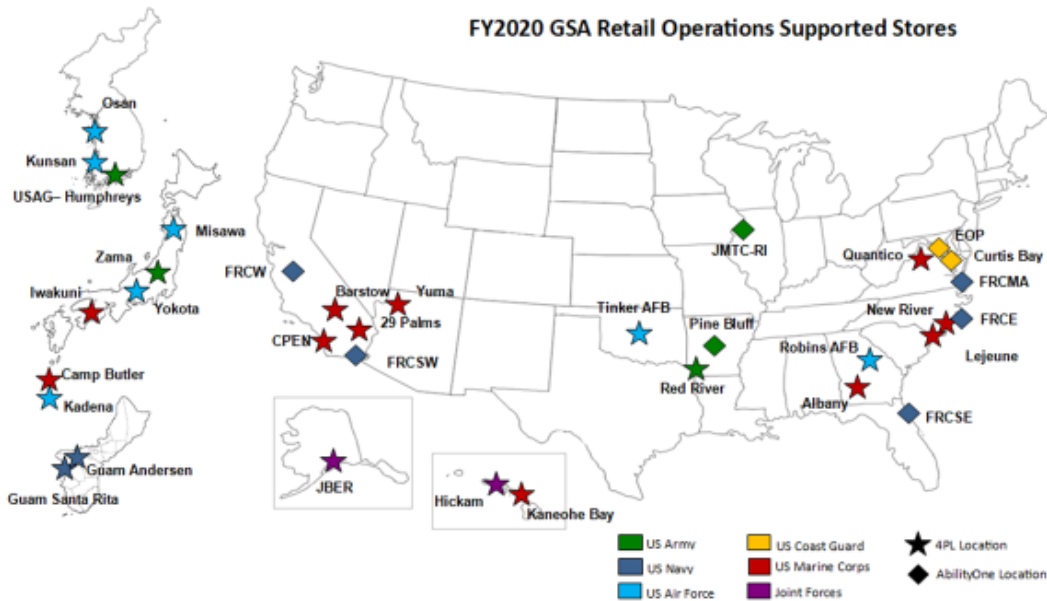 FY2020 GSA Retail Operations Supported Stores
Osan
Kunsan
USAG– Humphreys
Misawa
Zama
Iwakuni
Yokota
Camp Butler
Kadena
Guam Andersen
Guam Santa Rita
FRCW
Barstow
Yuma
29 Palms
CPEN
FRCSW
JBER
Hickam
Kaneohe Bay
Tinker AFB
Pine Bluff
Red River
JMTC-RI
EOP
Quantico
Curtis Bay
FRCMA
New River
FRCE
Lejeune
Robins AFB
Albany
FRCSE
US Army
US Navy
US Air Force
US Coast Guard
US Marine Corps
Joint Forces
4PL Location
AbilityOne Location